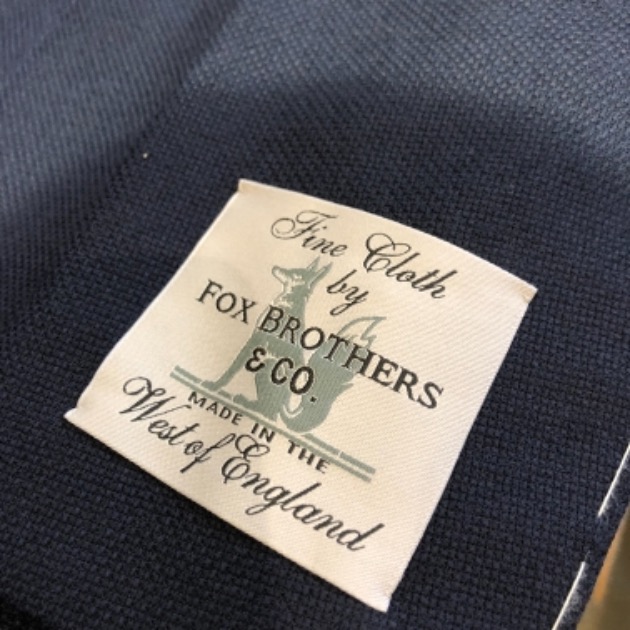 Fine Cloth
by
FOX BROTHERS
& CO.
MADE IN THE
West of England